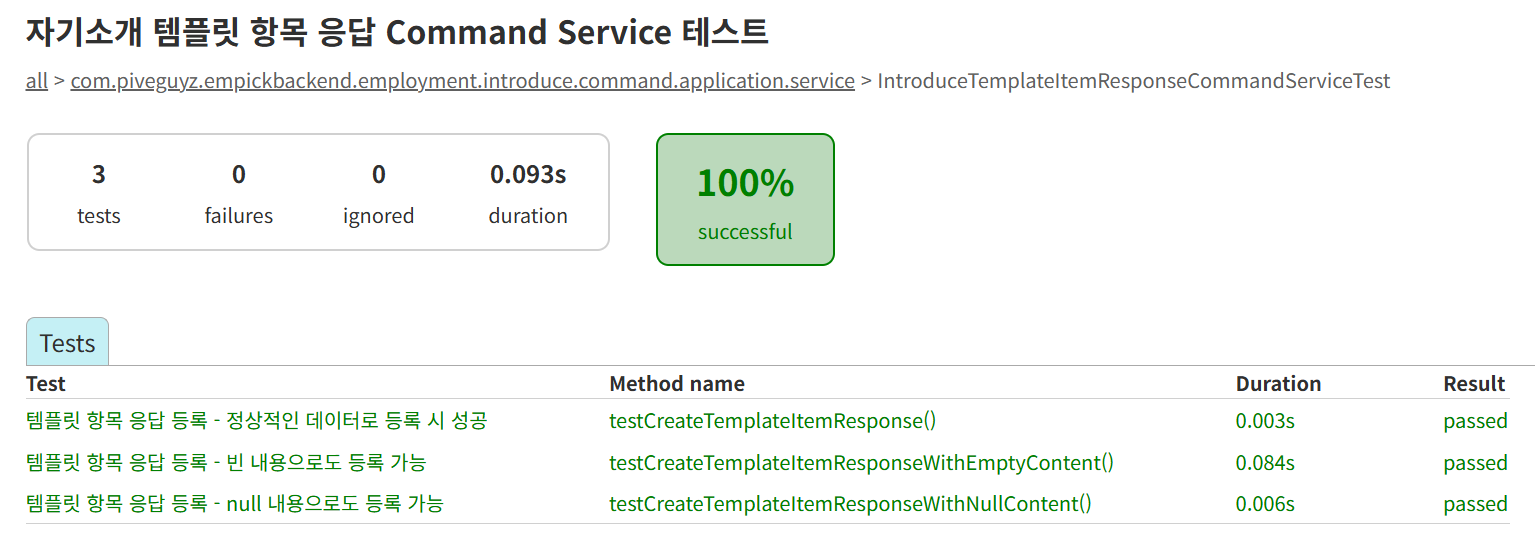 자기소개 템플릿 항목 응답 Command Service 테스트
all > com.piveguyz.empickbackend.employment.introduce.command.application.service > IntroduceTemplateItemResponseCommandServiceTest
3 0 0 0.093s
tests failures ignored duration
100%
successful
Tests
Test Method name Duration Result
템플릿 항목 응답 등록 - 정상적인 데이터로 등록 시 성공 testCreateTemplateItemResponse() 0.003s passed
템플릿 항목 응답 등록 - 빈 내용으로도 등록 가능 testCreateTemplateItemResponseWithEmptyContent() 0.084s passed
템플릿 항목 응답 등록 - null 내용으로도 등록 가능 testCreateTemplateItemResponseWithNullContent() 0.006s passed